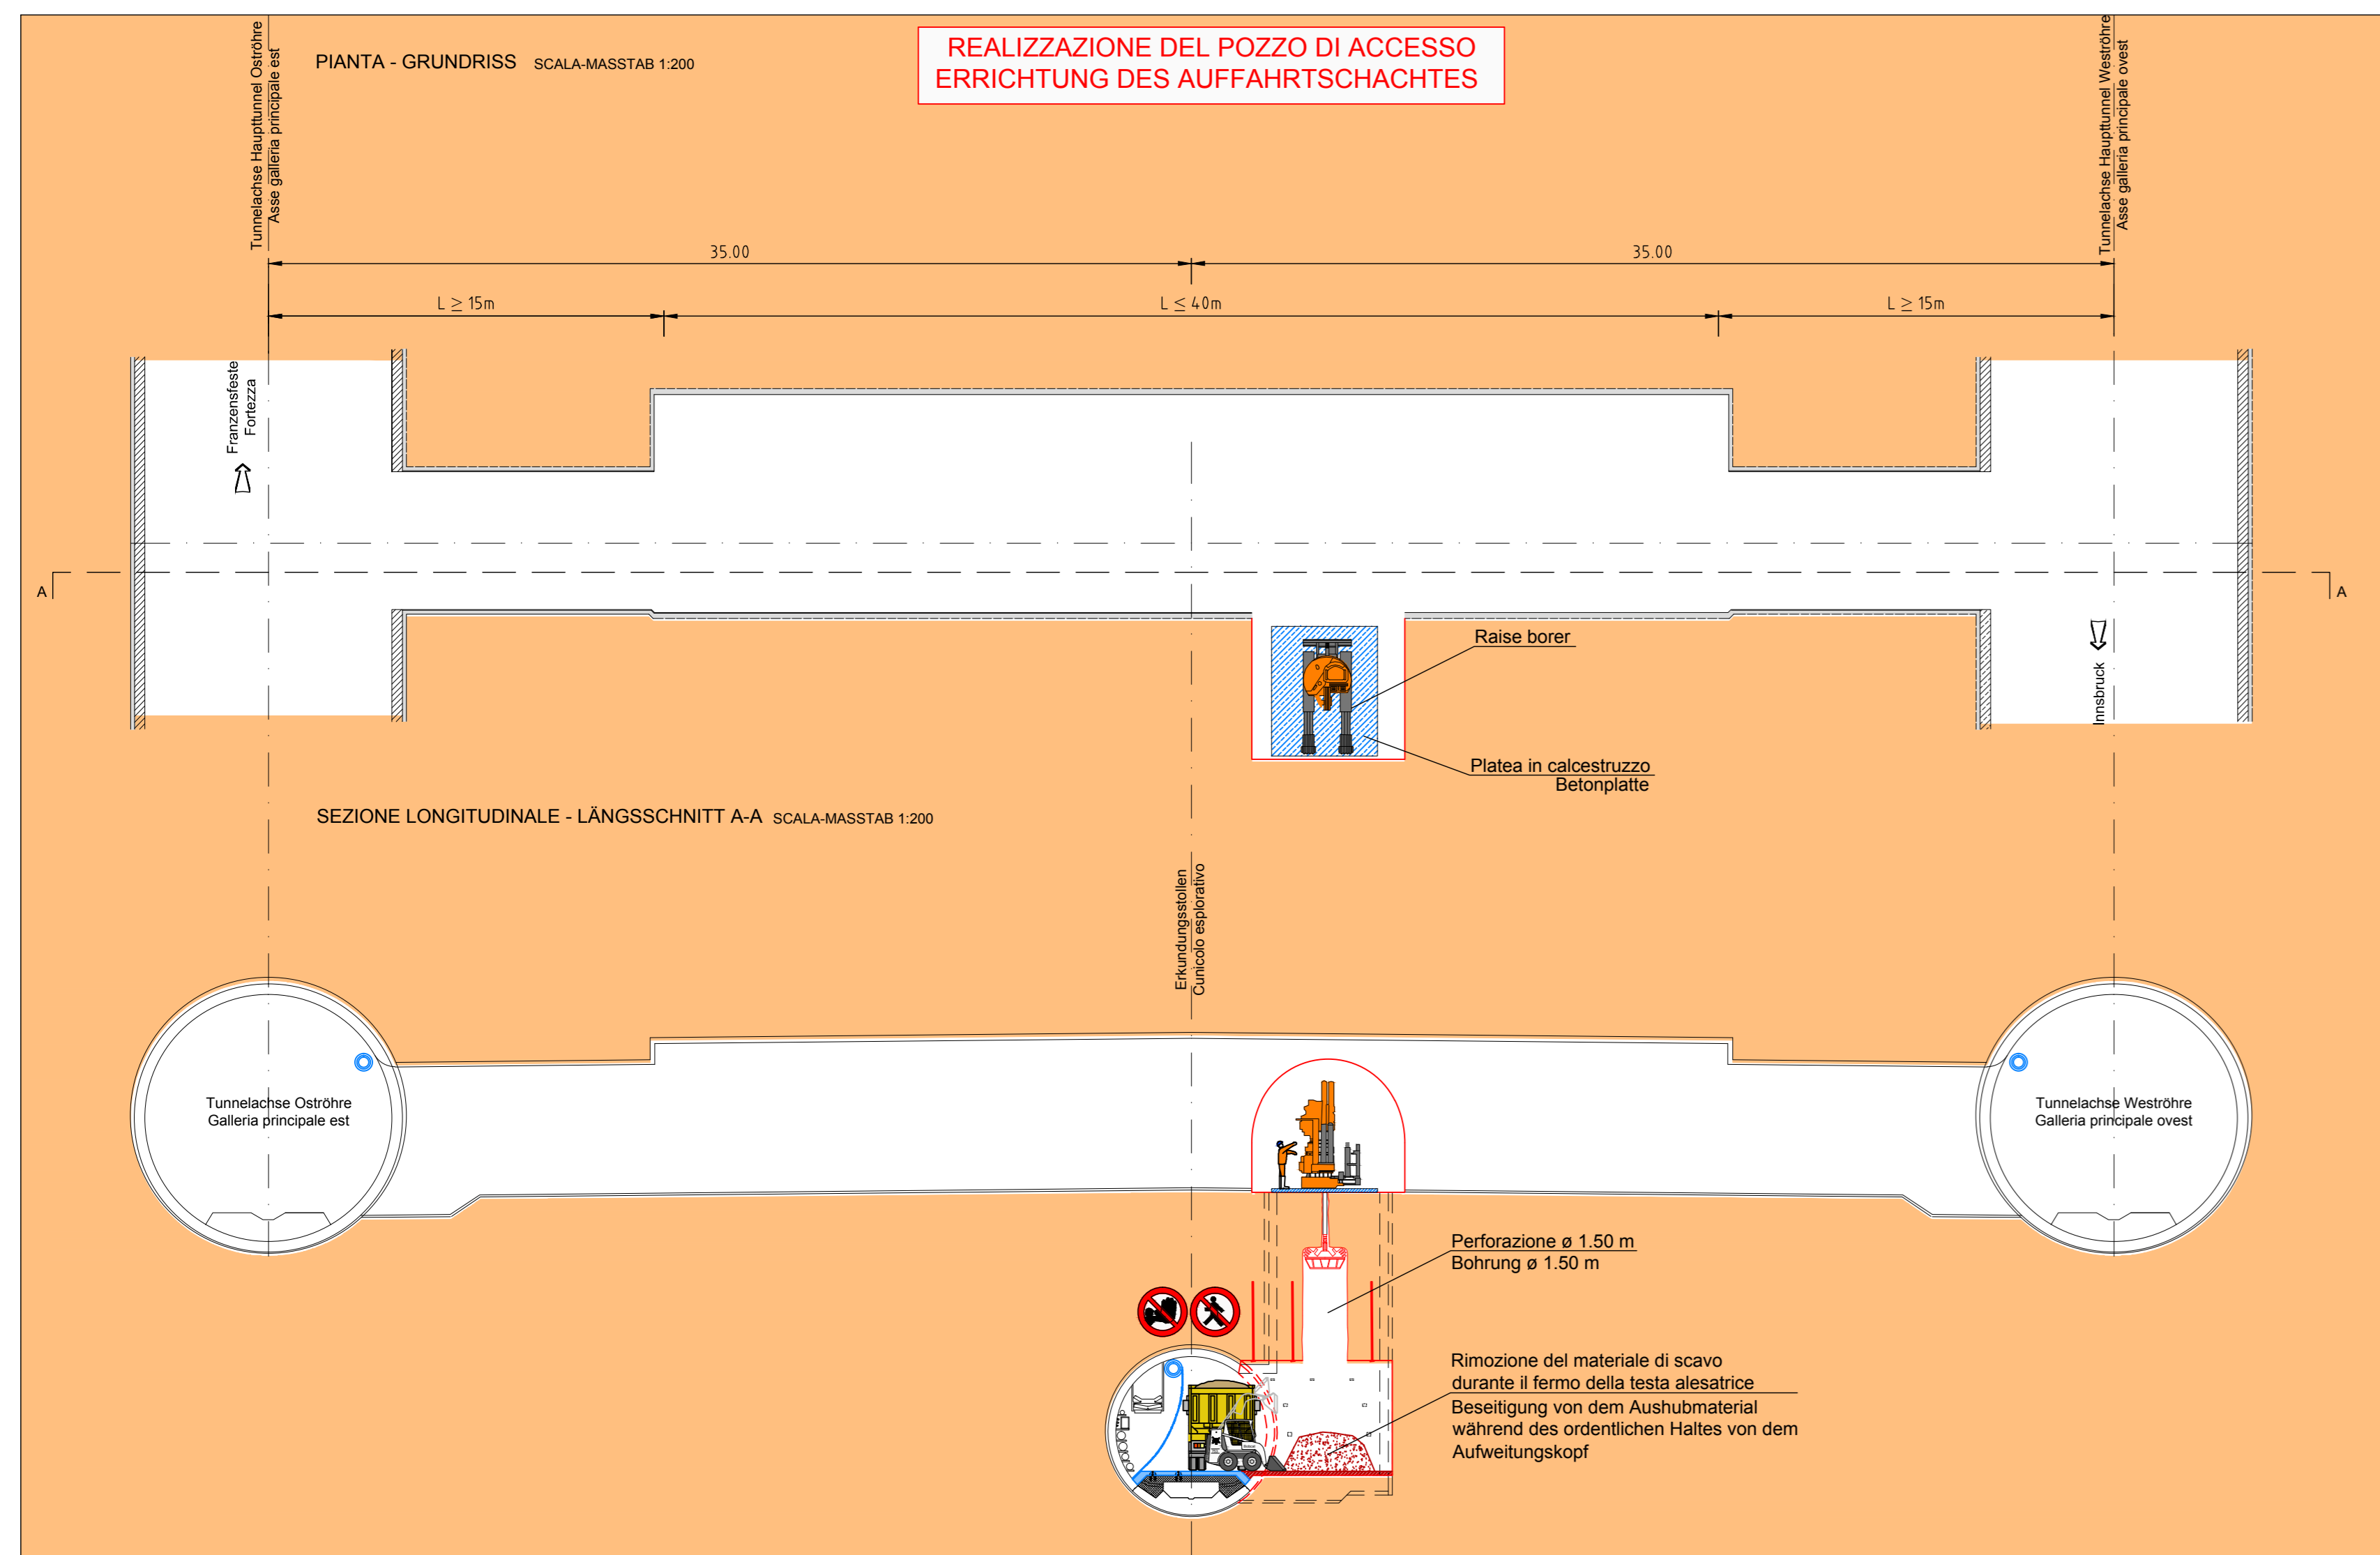 REALIZZAZIONE DEL POZZO DI ACCESSO
ERRICHTUNG DES AUFFAHRTSCHACHTES
PIANTA - GRUNDRISS SCALA-MASSTAB 1:200
Tunnelachse Haupttunnel Oströhre
Asse galleria principale est
Tunnelachse Haupttunnel Weströhre
Asse galleria principale ovest
35.00
35.00
L ≥ 15m
L ≤ 40m
L ≥ 15m
Franzensfeste
Fortezza
A
A
Innsbruck
Raise borer
Platea in calcestruzzo
Betonplatte
SEZIONE LONGITUDINALE - LÄNGSSCHNITT A-A SCALA-MASSTAB 1:200
Erkundungsstollen
Cunicolo esplorativo
Tunnelachse Oströhre
Galleria principale est
Tunnelachse Weströhre
Galleria principale ovest
Perforazione ø 1.50 m
Bohrung ø 1.50 m
Rimozione del materiale di scavo
durante il fermo della testa alesatrice
Beseitigung von dem Aushubmaterial
während des ordentlichen Haltes von dem
Aufweitungskopf